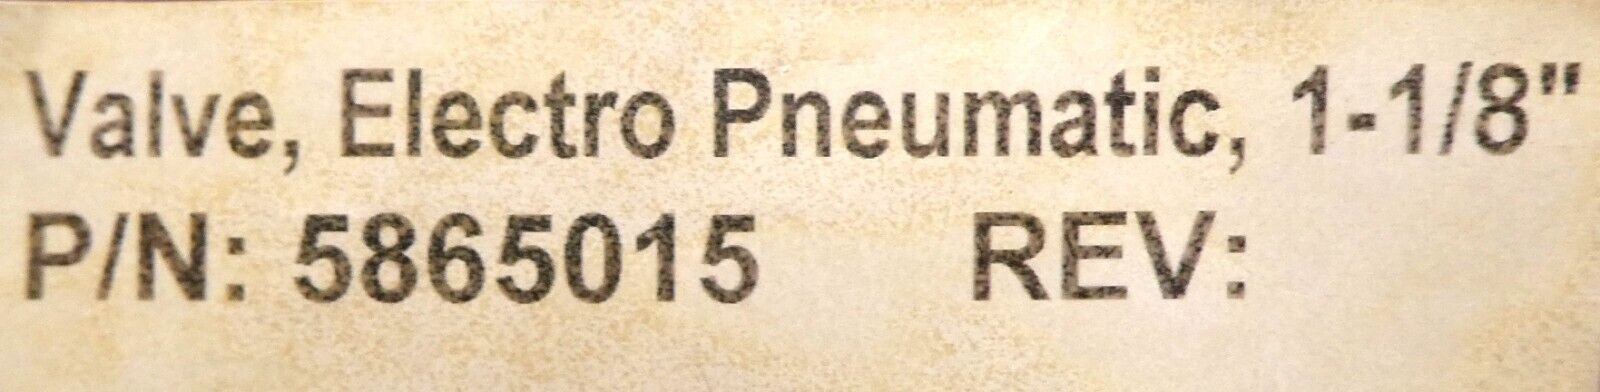 Valve, Electro Pneumatic, 1-1/8"
P/N: 5865015 REV: